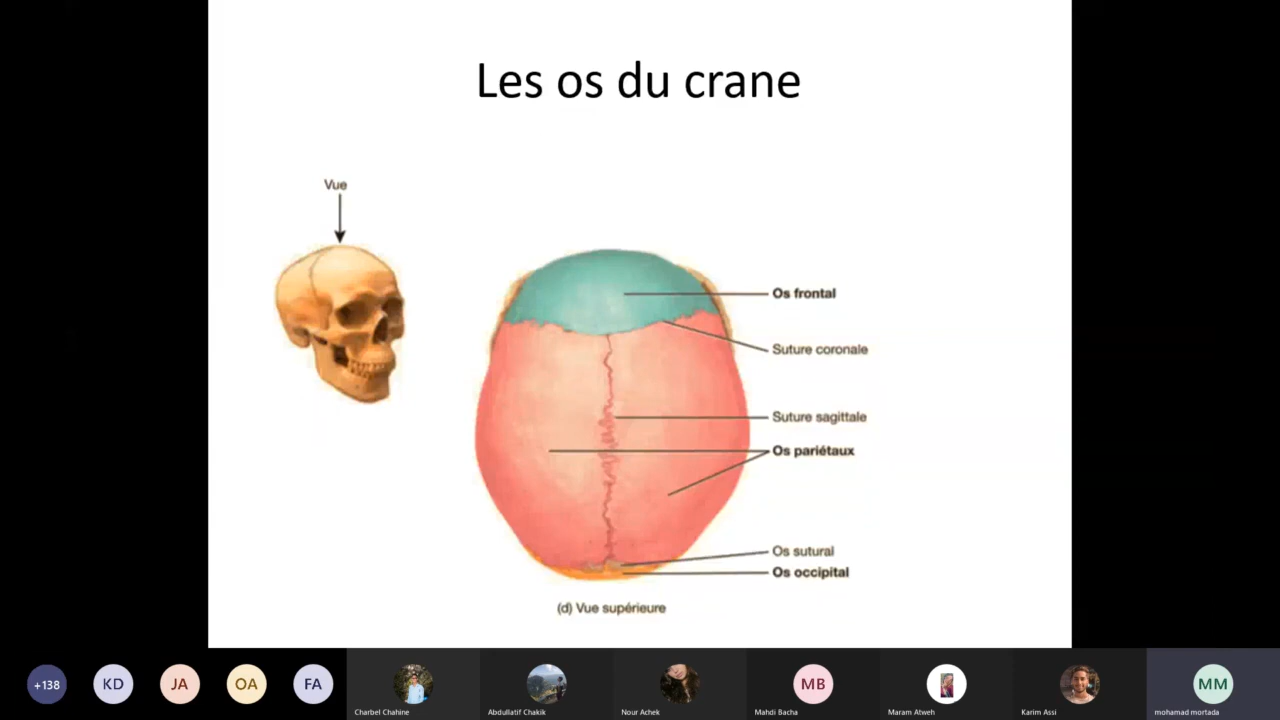 Les os du crane
Vue
Os frontal
Suture coronale
Suture sagittale
Os pariétaux
Os sutural
Os occipital
(d) Vue supérieure
+138
KD
JA
OA
FA
Charbel Chahine
Abdullatif Chakik
Nour Achek
MB
Mahdi Bacha
Maram Atweh
Karim Assi
MM
mohamad mortada